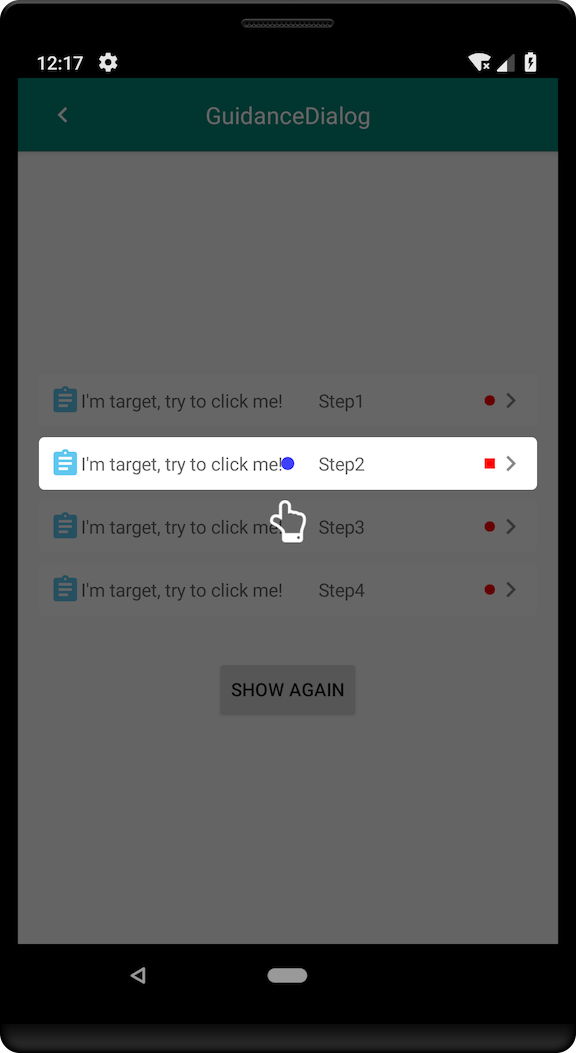 12:17
GuidanceDialog
I'm target, try to click me! Step1
I'm target, try to click me! Step2
I'm target, try to click me! Step3
I'm target, try to click me! Step4
SHOW AGAIN